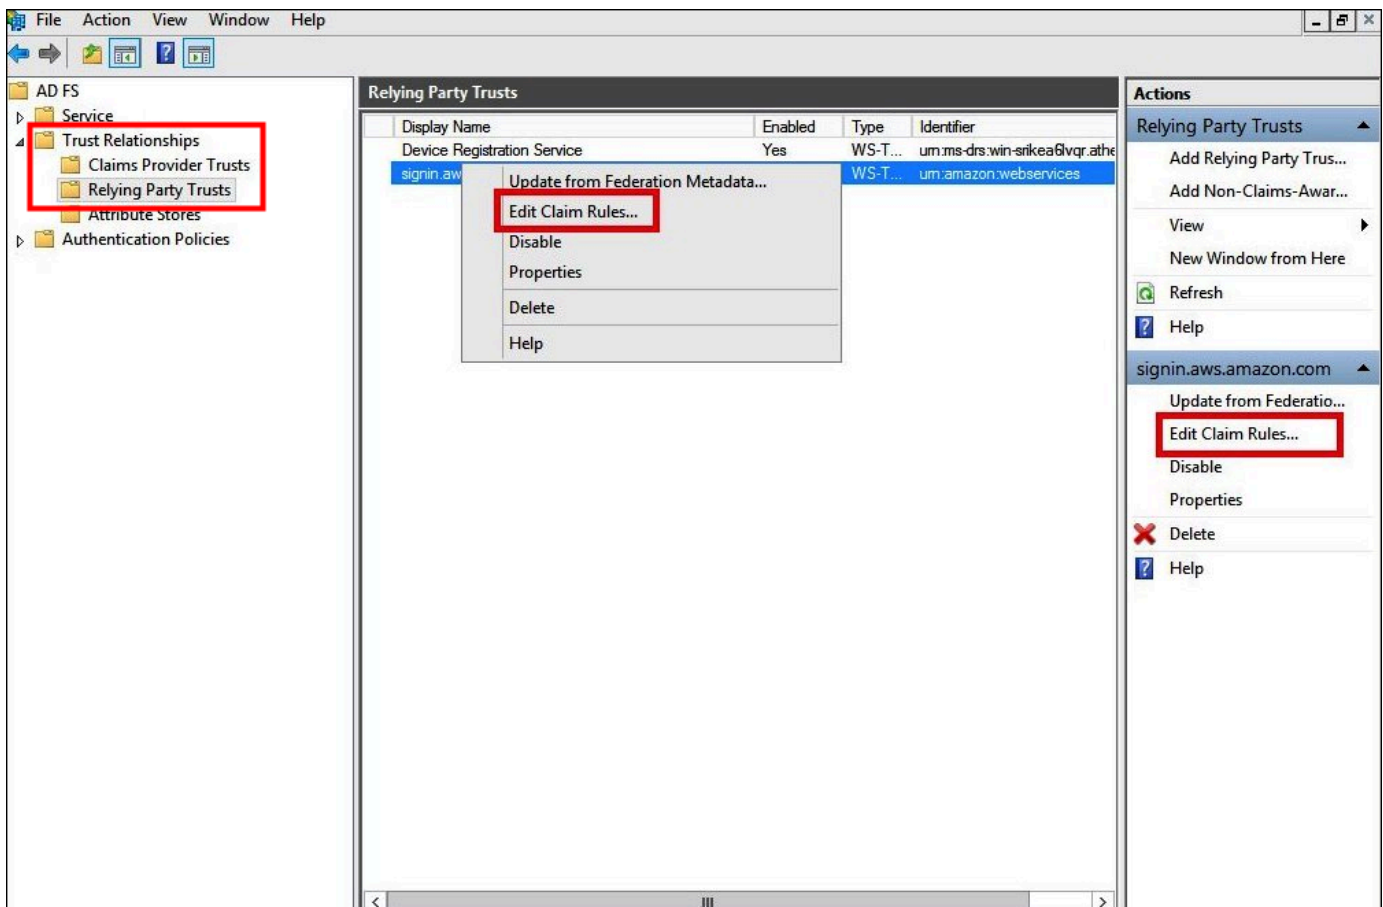 File Action View Window Help
AD FS
Service
Trust Relationships
Claims Provider Trusts
Relying Party Trusts
Attribute Stores
Authentication Policies
Relying Party Trusts
Display Name Enabled Type Identifier
Device Registration Service Yes WS-T... urn:ms-drs:win-srikea6lvqr.athe
signin.aw WS-T... urn:amazon:webservices
Update from Federation Metadata...
Edit Claim Rules...
Disable
Properties
Delete
Help
Actions
Relying Party Trusts
Add Relying Party Trus...
Add Non-Claims-Awar...
View
New Window from Here
Refresh
Help
signin.aws.amazon.com
Update from Federatio...
Edit Claim Rules...
Disable
Properties
Delete
Help